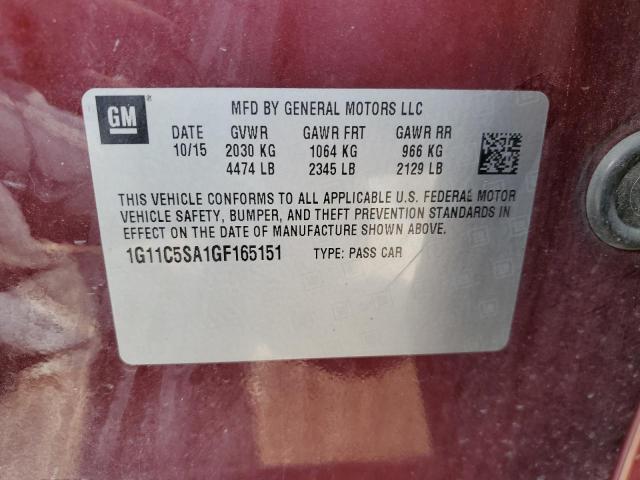 GM
MFD BY GENERAL MOTORS LLC
DATE GVWR GAWR FRT GAWR RR
10/15 2030 KG 1064 KG 966 KG
4474 LB 2345 LB 2129 LB
THIS VEHICLE CONFORMS TO ALL APPLICABLE U.S. FEDERAL MOTOR
VEHICLE SAFETY, BUMPER, AND THEFT PREVENTION STANDARDS IN
EFFECT ON THE DATE OF MANUFACTURE SHOWN ABOVE.
1G11C5SA1GF165151 TYPE: PASS CAR